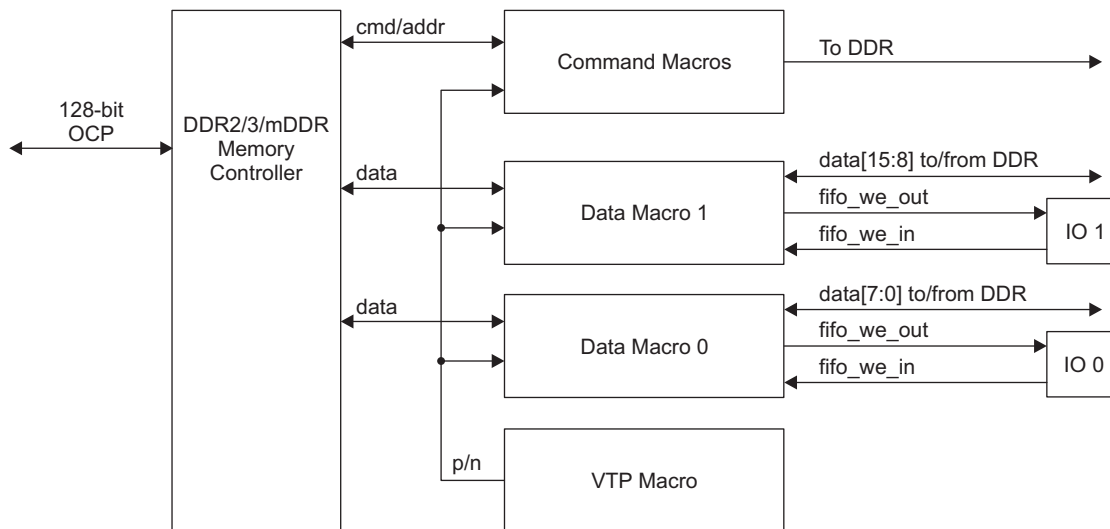 cmd/addr
Command Macros
To DDR
128-bit
OCP
DDR2/3/mDDR
Memory
Controller
data
Data Macro 1
data[15:8] to/from DDR
fifo_we_out
fifo_we_in
IO 1
data
Data Macro 0
data[7:0] to/from DDR
fifo_we_out
fifo_we_in
IO 0
p/n
VTP Macro